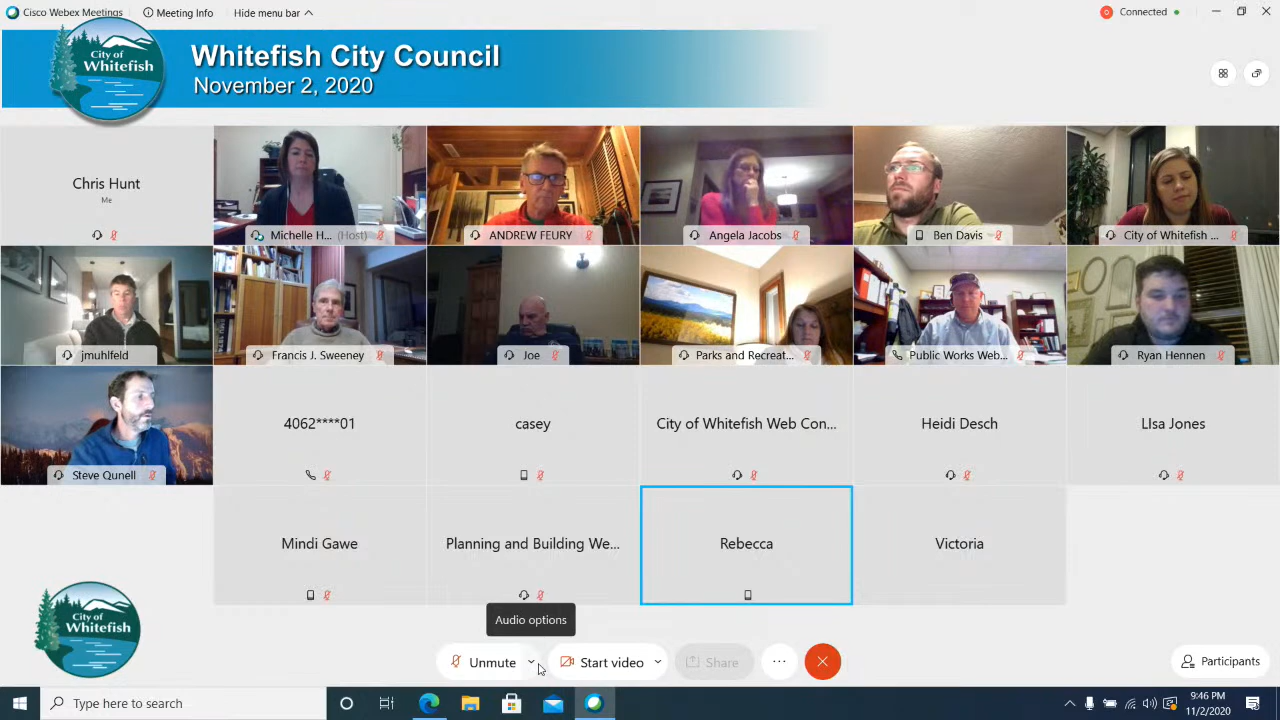 Cisco Webex Meetings
Meeting Info
Hide menu bar
Connected
City of
Whitefish
Whitefish City Council
November 2, 2020
Chris Hunt
Me
Michelle H... (Host)
ANDREW FEURY
Angela Jacobs
Ben Davis
City of Whitefish ...
jmuhlfeld
Francis J. Sweeney
Joe
Parks and Recreat...
Public Works Web...
Ryan Hennen
Steve Qunell
4062****01
casey
City of Whitefish Web Con...
Heidi Desch
LIsa Jones
Mindi Gawe
Planning and Building We...
Rebecca
Victoria
City of
Whitefish
Audio options
Unmute
Start video
Share
Participants
Type here to search
9:46 PM
11/2/2020